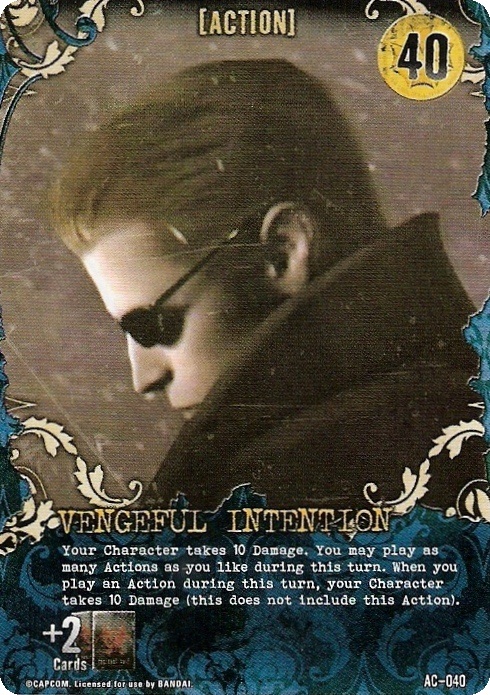 [ACTION]
40
VENGEFUL INTENTION
Your Character takes 10 Damage. You may play as
many Actions as you like during this turn. When you
play an Action during this turn, your Character
takes 10 Damage (this does not include this Action).
+2
Cards
©CAPCOM. Licensed for use by BANDAI.
AC-040